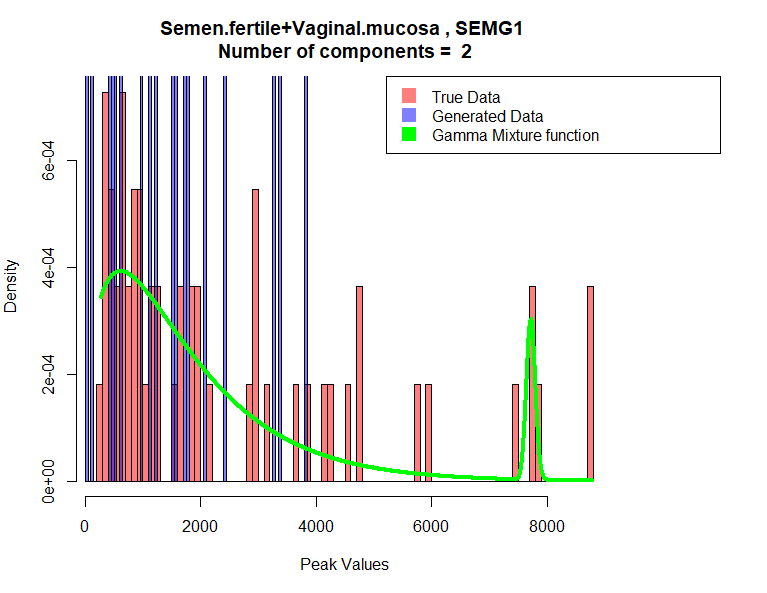 Semen.fertile+Vaginal.mucosa , SEMG1
Number of components =  2
True Data
Generated Data
Gamma Mixture function
Density
6e-04
4e-04
2e-04
0e+00
0
2000
4000
6000
8000
Peak Values